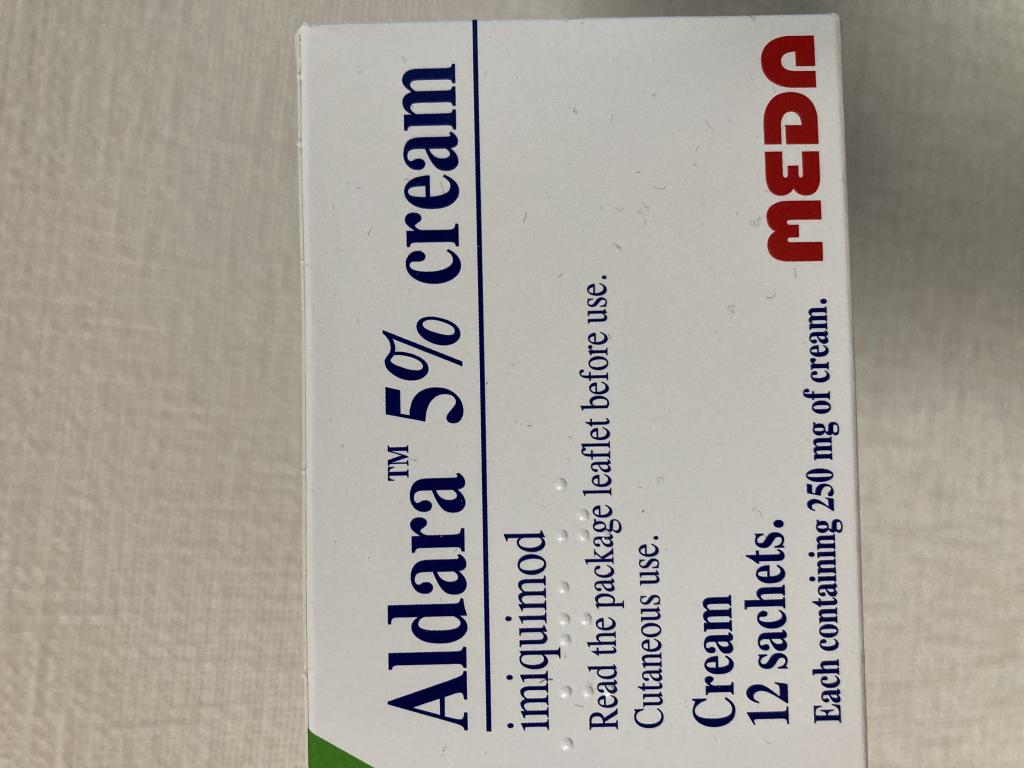 Aldara™ 5% cream
imiquimod
Read the package leaflet before use.
Cutaneous use.
Cream
12 sachets.
Each containing 250 mg of cream.
MEDA